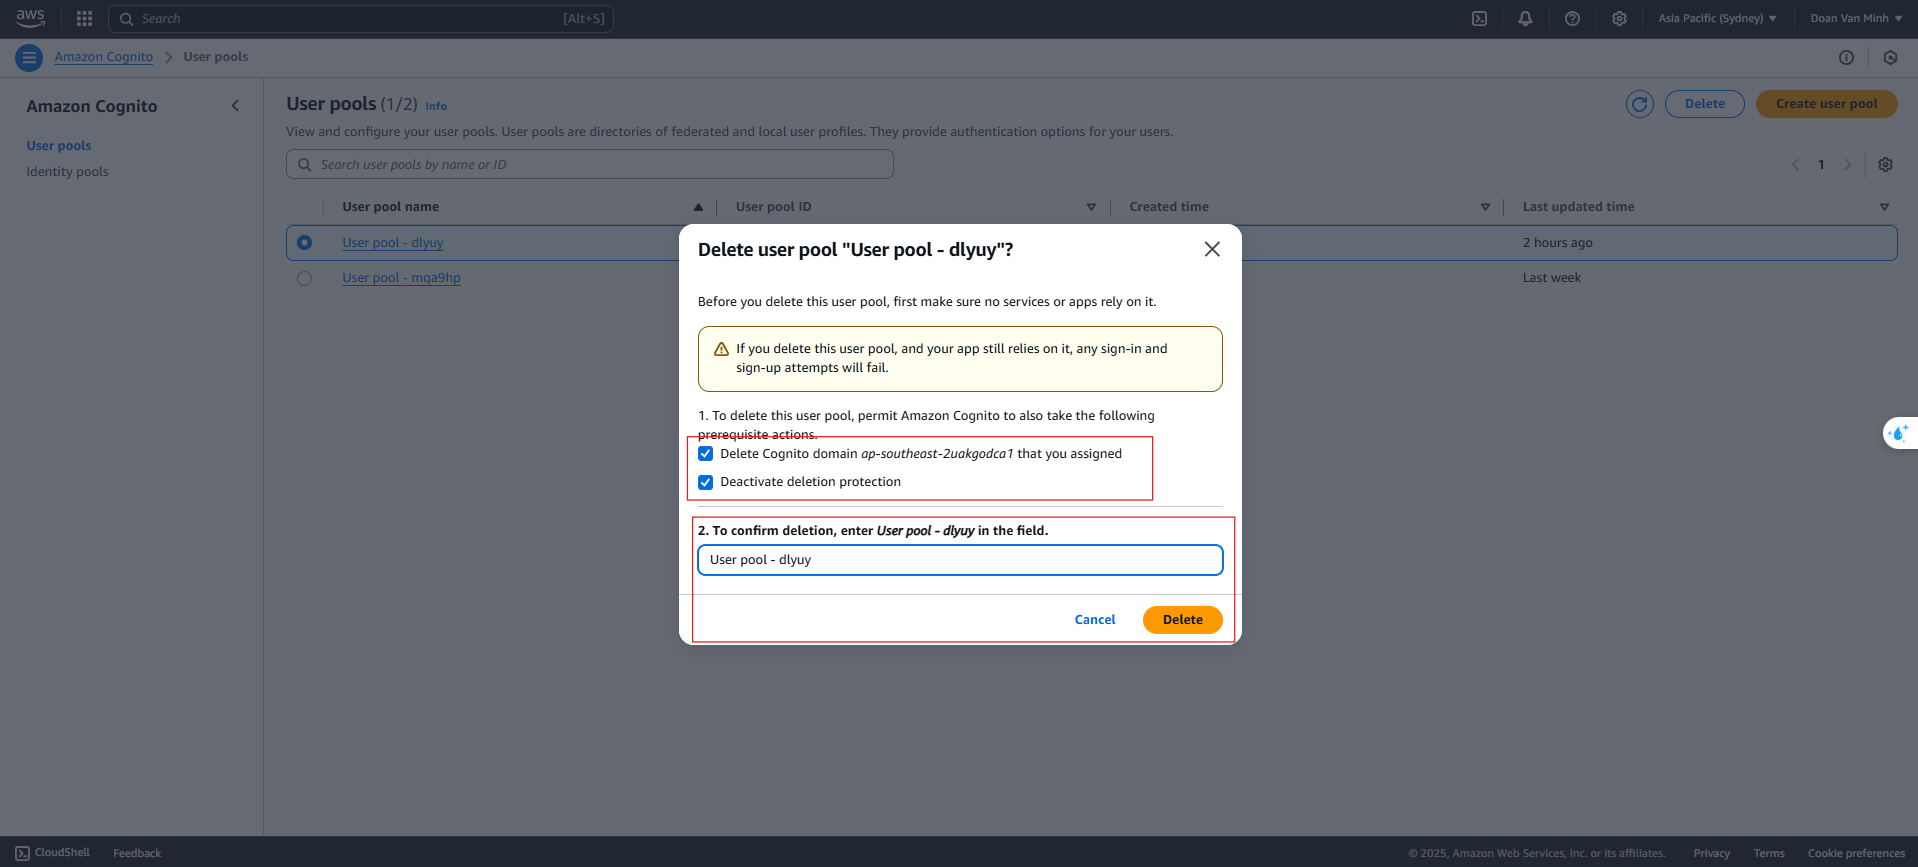 aws
Search
[Alt+S]
Asia Pacific (Sydney)
Doan Van Minh
Amazon Cognito
User pools
Amazon Cognito
User pools
Identity pools
User pools (1/2) Info
Delete
Create user pool
View and configure your user pools. User pools are directories of federated and local user profiles. They provide authentication options for your users.
Search user pools by name or ID
1
User pool name
User pool ID
Created time
Last updated time
User pool - dlyuy
2 hours ago
User pool - mqa9hp
Last week
Delete user pool "User pool - dlyuy"?
Before you delete this user pool, first make sure no services or apps rely on it.
If you delete this user pool, and your app still relies on it, any sign-in and
sign-up attempts will fail.
1. To delete this user pool, permit Amazon Cognito to also take the following
prerequisite actions.
Delete Cognito domain ap-southeast-2uakgodca1 that you assigned
Deactivate deletion protection
2. To confirm deletion, enter User pool - dlyuy in the field.
User pool - dlyuy
Cancel
Delete
CloudShell
Feedback
© 2025, Amazon Web Services, Inc. or its affiliates.
Privacy
Terms
Cookie preferences